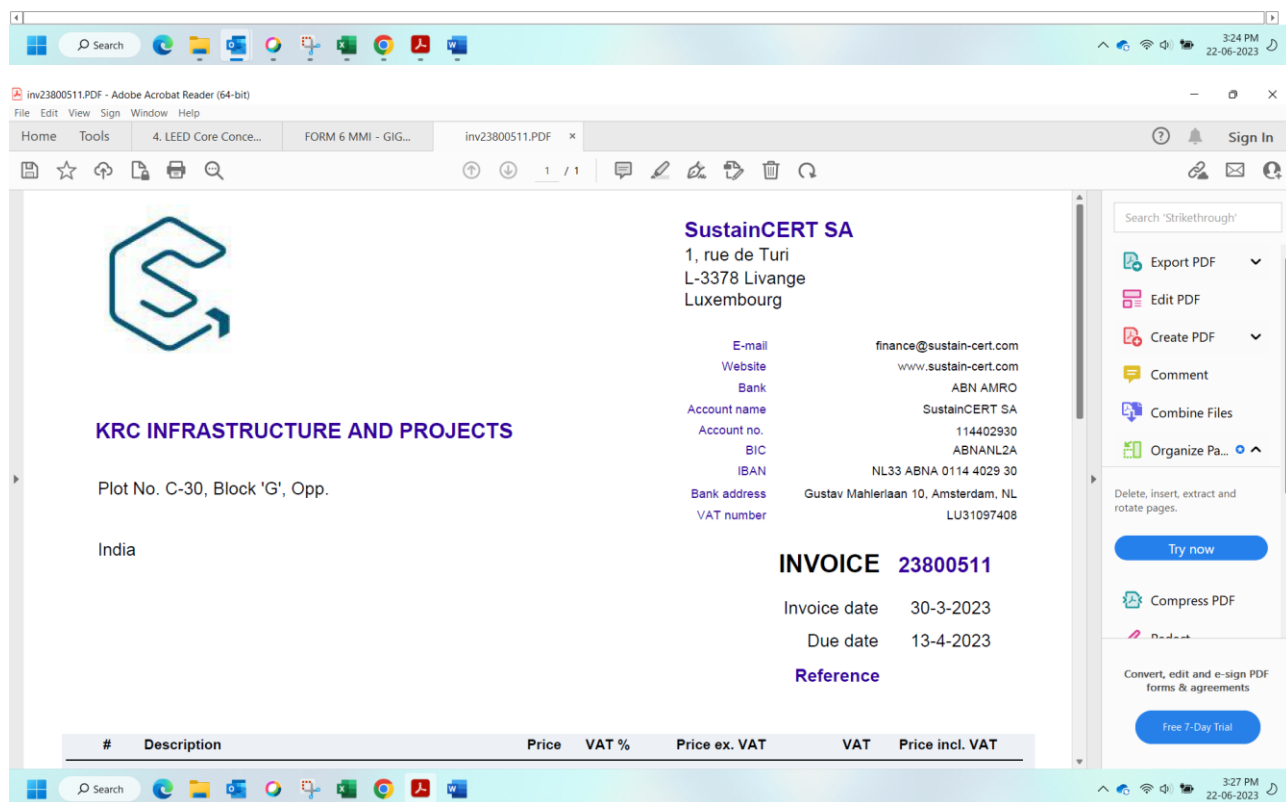 Search
3:24 PM
22-06-2023
inv23800511.PDF - Adobe Acrobat Reader (64-bit)
File Edit View Sign Window Help
Home Tools 4. LEED Core Conce... FORM 6 MMI - GIG... inv23800511.PDF × Sign In
1 / 1
SustainCERT SA
1, rue de Turi
L-3378 Livange
Luxembourg
E-mail finance@sustain-cert.com
Website www.sustain-cert.com
Bank ABN AMRO
Account name SustainCERT SA
Account no. 114402930
BIC ABNANL2A
IBAN NL33 ABNA 0114 4029 30
Bank address Gustav Mahlerlaan 10, Amsterdam, NL
VAT number LU31097408
KRC INFRASTRUCTURE AND PROJECTS
Plot No. C-30, Block 'G', Opp.
India
INVOICE 23800511
Invoice date 30-3-2023
Due date 13-4-2023
Reference
# Description Price VAT % Price ex. VAT VAT Price incl. VAT
Search 'Strikethrough'
Export PDF
Edit PDF
Create PDF
Comment
Combine Files
Organize Pa...
Delete, insert, extract and
rotate pages.
Try now
Compress PDF
Convert, edit and e-sign PDF
forms & agreements
Free 7-Day Trial
Search
3:27 PM
22-06-2023